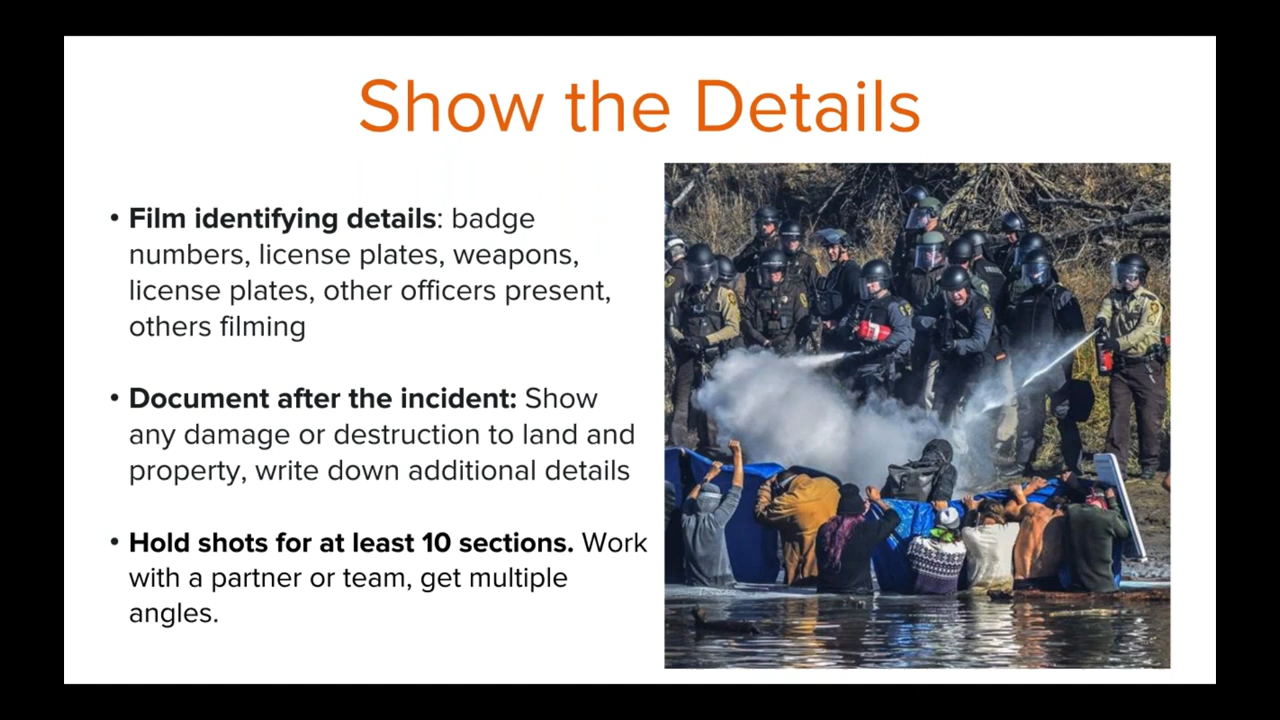 Show the Details
• Film identifying details: badge
numbers, license plates, weapons,
license plates, other officers present,
others filming
• Document after the incident: Show
any damage or destruction to land and
property, write down additional details
• Hold shots for at least 10 sections. Work
with a partner or team, get multiple
angles.